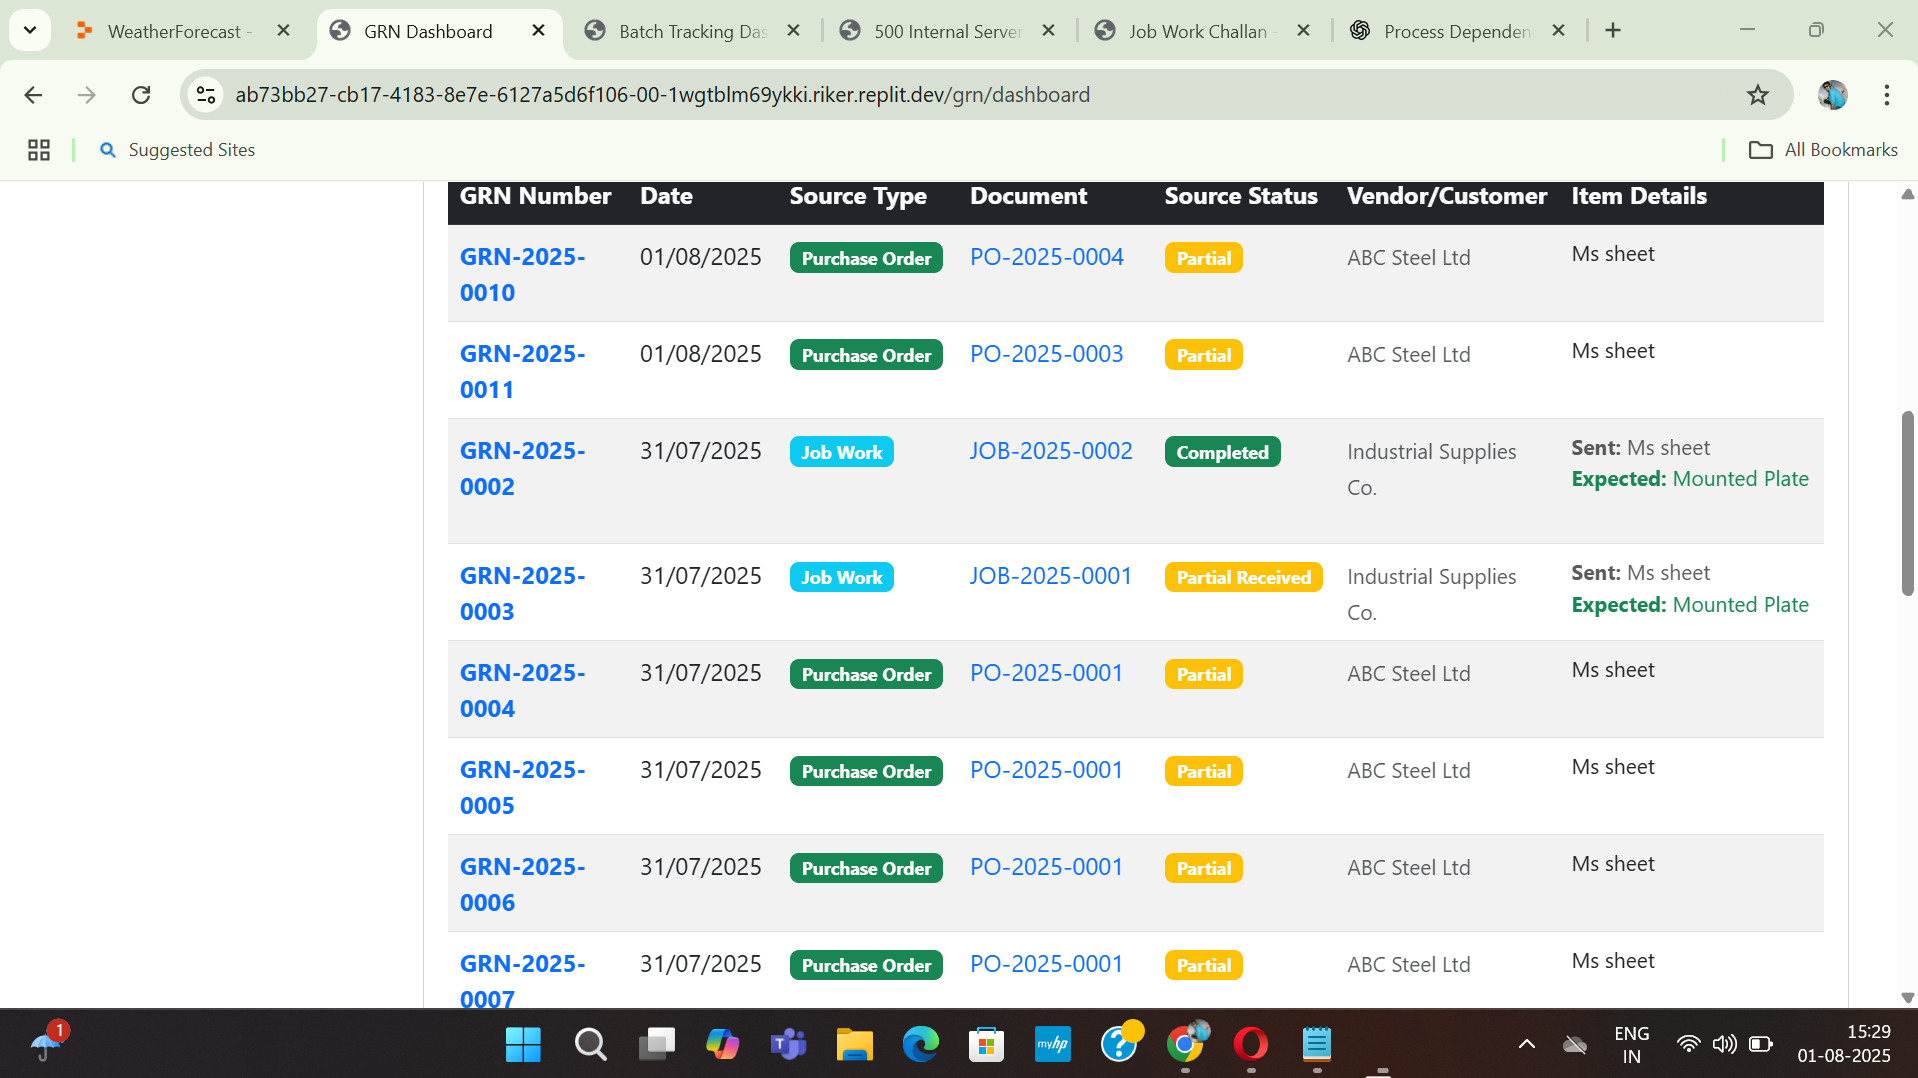 WeatherForecast -
GRN Dashboard
Batch Tracking Das
500 Internal Server
Job Work Challan -
Process Dependen
ab73bb27-cb17-4183-8e7e-6127a5d6f106-00-1wgtblm69ykki.riker.replit.dev/grn/dashboard
Suggested Sites
All Bookmarks
GRN Number Date Source Type Document Source Status Vendor/Customer Item Details
GRN-2025-0010 01/08/2025 Purchase Order PO-2025-0004 Partial ABC Steel Ltd Ms sheet
GRN-2025-0011 01/08/2025 Purchase Order PO-2025-0003 Partial ABC Steel Ltd Ms sheet
GRN-2025-0002 31/07/2025 Job Work JOB-2025-0002 Completed Industrial Supplies Co. Sent: Ms sheet
Expected: Mounted Plate
GRN-2025-0003 31/07/2025 Job Work JOB-2025-0001 Partial Received Industrial Supplies Co. Sent: Ms sheet
Expected: Mounted Plate
GRN-2025-0004 31/07/2025 Purchase Order PO-2025-0001 Partial ABC Steel Ltd Ms sheet
GRN-2025-0005 31/07/2025 Purchase Order PO-2025-0001 Partial ABC Steel Ltd Ms sheet
GRN-2025-0006 31/07/2025 Purchase Order PO-2025-0001 Partial ABC Steel Ltd Ms sheet
GRN-2025-0007 31/07/2025 Purchase Order PO-2025-0001 Partial ABC Steel Ltd Ms sheet
1
myhp
ENG
IN
15:29
01-08-2025